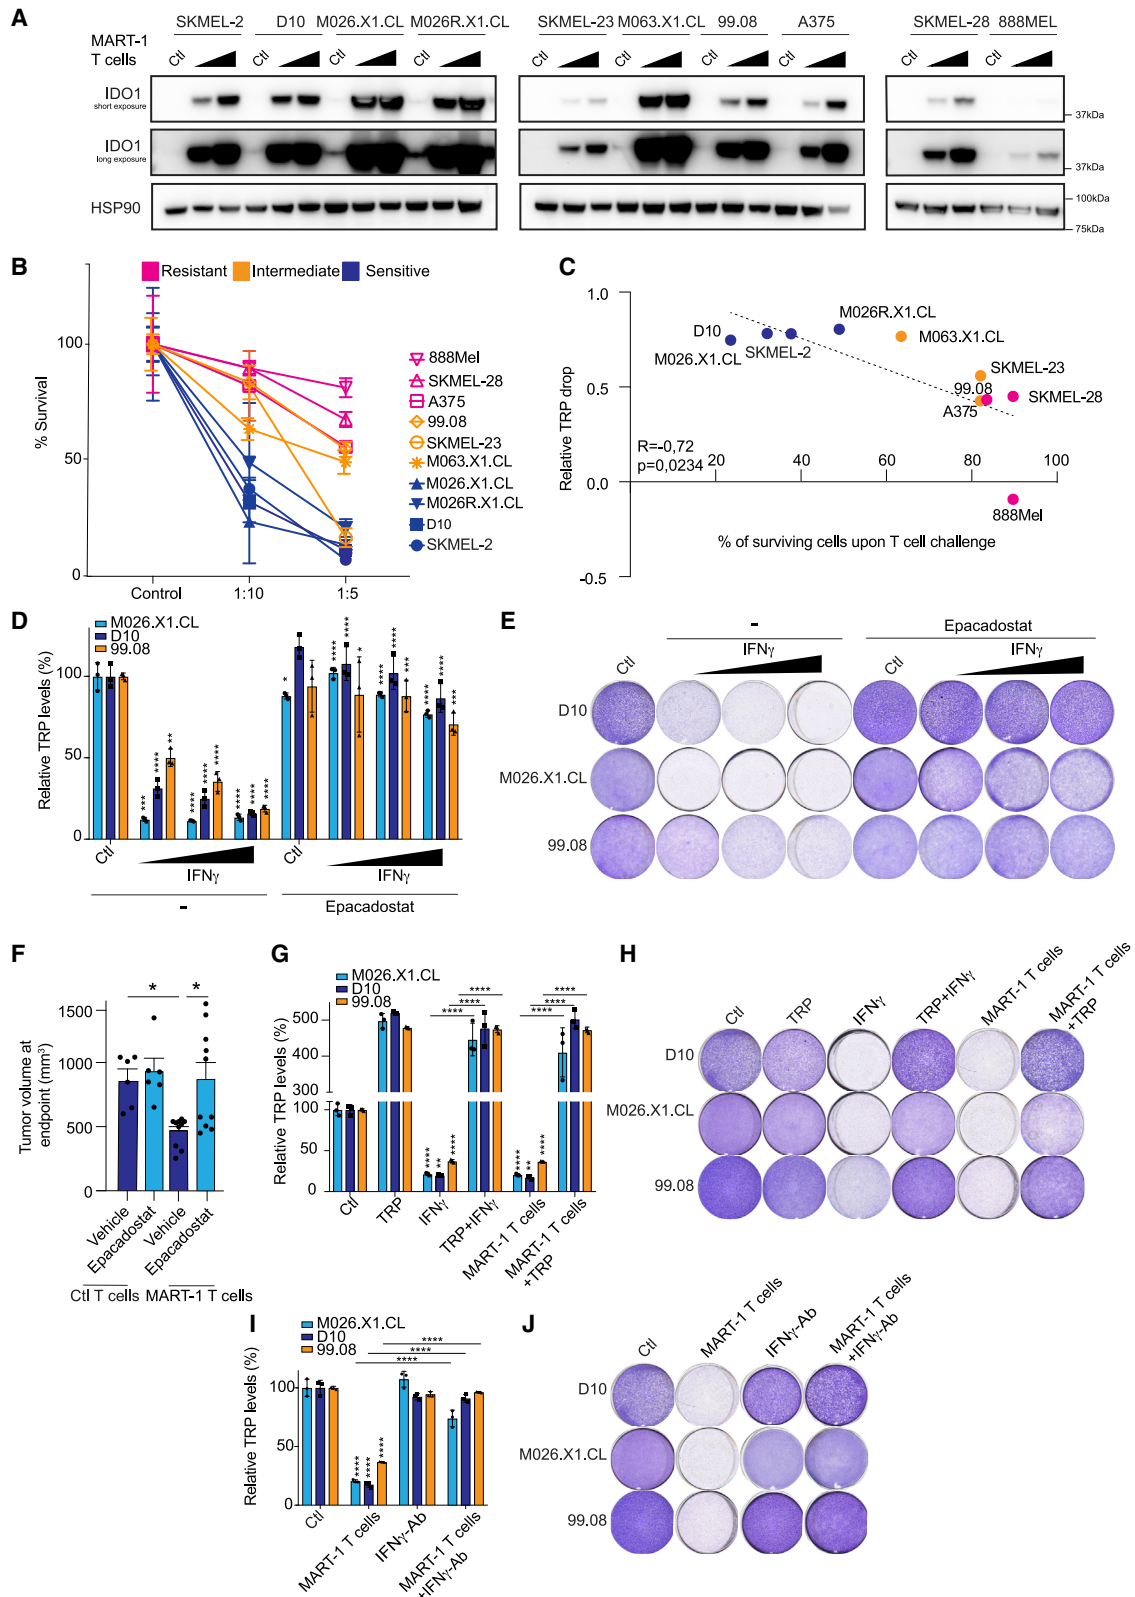 A
SKMEL-2 D10 M026.X1.CL M026R.X1.CL SKMEL-23 M063.X1.CL 99.08 A375 SKMEL-28 888MEL
MART-1
T cells
Ctl Ctl Ctl Ctl Ctl Ctl Ctl Ctl Ctl Ctl
IDO1
short exposure
37kDa
IDO1
long exposure
37kDa
HSP90
100kDa
75kDa
B
Resistant Intermediate Sensitive
% Survival
100
50
0
Control 1:10 1:5
888Mel
SKMEL-28
A375
99.08
SKMEL-23
M063.X1.CL
M026.X1.CL
M026R.X1.CL
D10
SKMEL-2
C
Relative TRP drop
1.0
0.5
0.0
-0.5
M026R.X1.CL
D10
M063.X1.CL
M026.X1.CL
SKMEL-2
SKMEL-23
99.08
SKMEL-28
A375
R=-0,72
p=0,0234
20 40 60 80 100
888Mel
% of surviving cells upon T cell challenge
D
M026.X1.CL
D10
99.08
Relative TRP levels (%)
100
50
0
*** **** ** **** **** **** **** **** ****
* **** **** * **** **** *** **** **** ***
Ctl Ctl
IFNγ IFNγ
- Epacadostat
E
- Epacadostat
Ctl IFNγ Ctl IFNγ
D10
M026.X1.CL
99.08
F
Tumor volume at
endpoint (mm³)
1500
1000
500
0
* *
Vehicle
Epacadostat
Vehicle
Epacadostat
Ctl T cells MART-1 T cells
G
M026.X1.CL
D10
99.08
Relative TRP levels (%)
500
400
300
100
50
0
**** ****
**** ****
**** ****
**** ** **** **** ** ****
Ctl
TRP
IFNγ
TRP+IFNγ
MART-1 T cells
MART-1 T cells
+TRP
H
Ctl
TRP
IFNγ
TRP+IFNγ
MART-1 T cells
MART-1 T cells
+TRP
D10
M026.X1.CL
99.08
I
M026.X1.CL
D10
99.08
Relative TRP levels (%)
100
50
0
****
****
****
**** **** ****
Ctl
MART-1 T cells
IFNγ-Ab
MART-1 T cells
+IFNγ-Ab
J
Ctl
MART-1 T cells
IFNγ-Ab
MART-1 T cells
+IFNγ-Ab
D10
M026.X1.CL
99.08